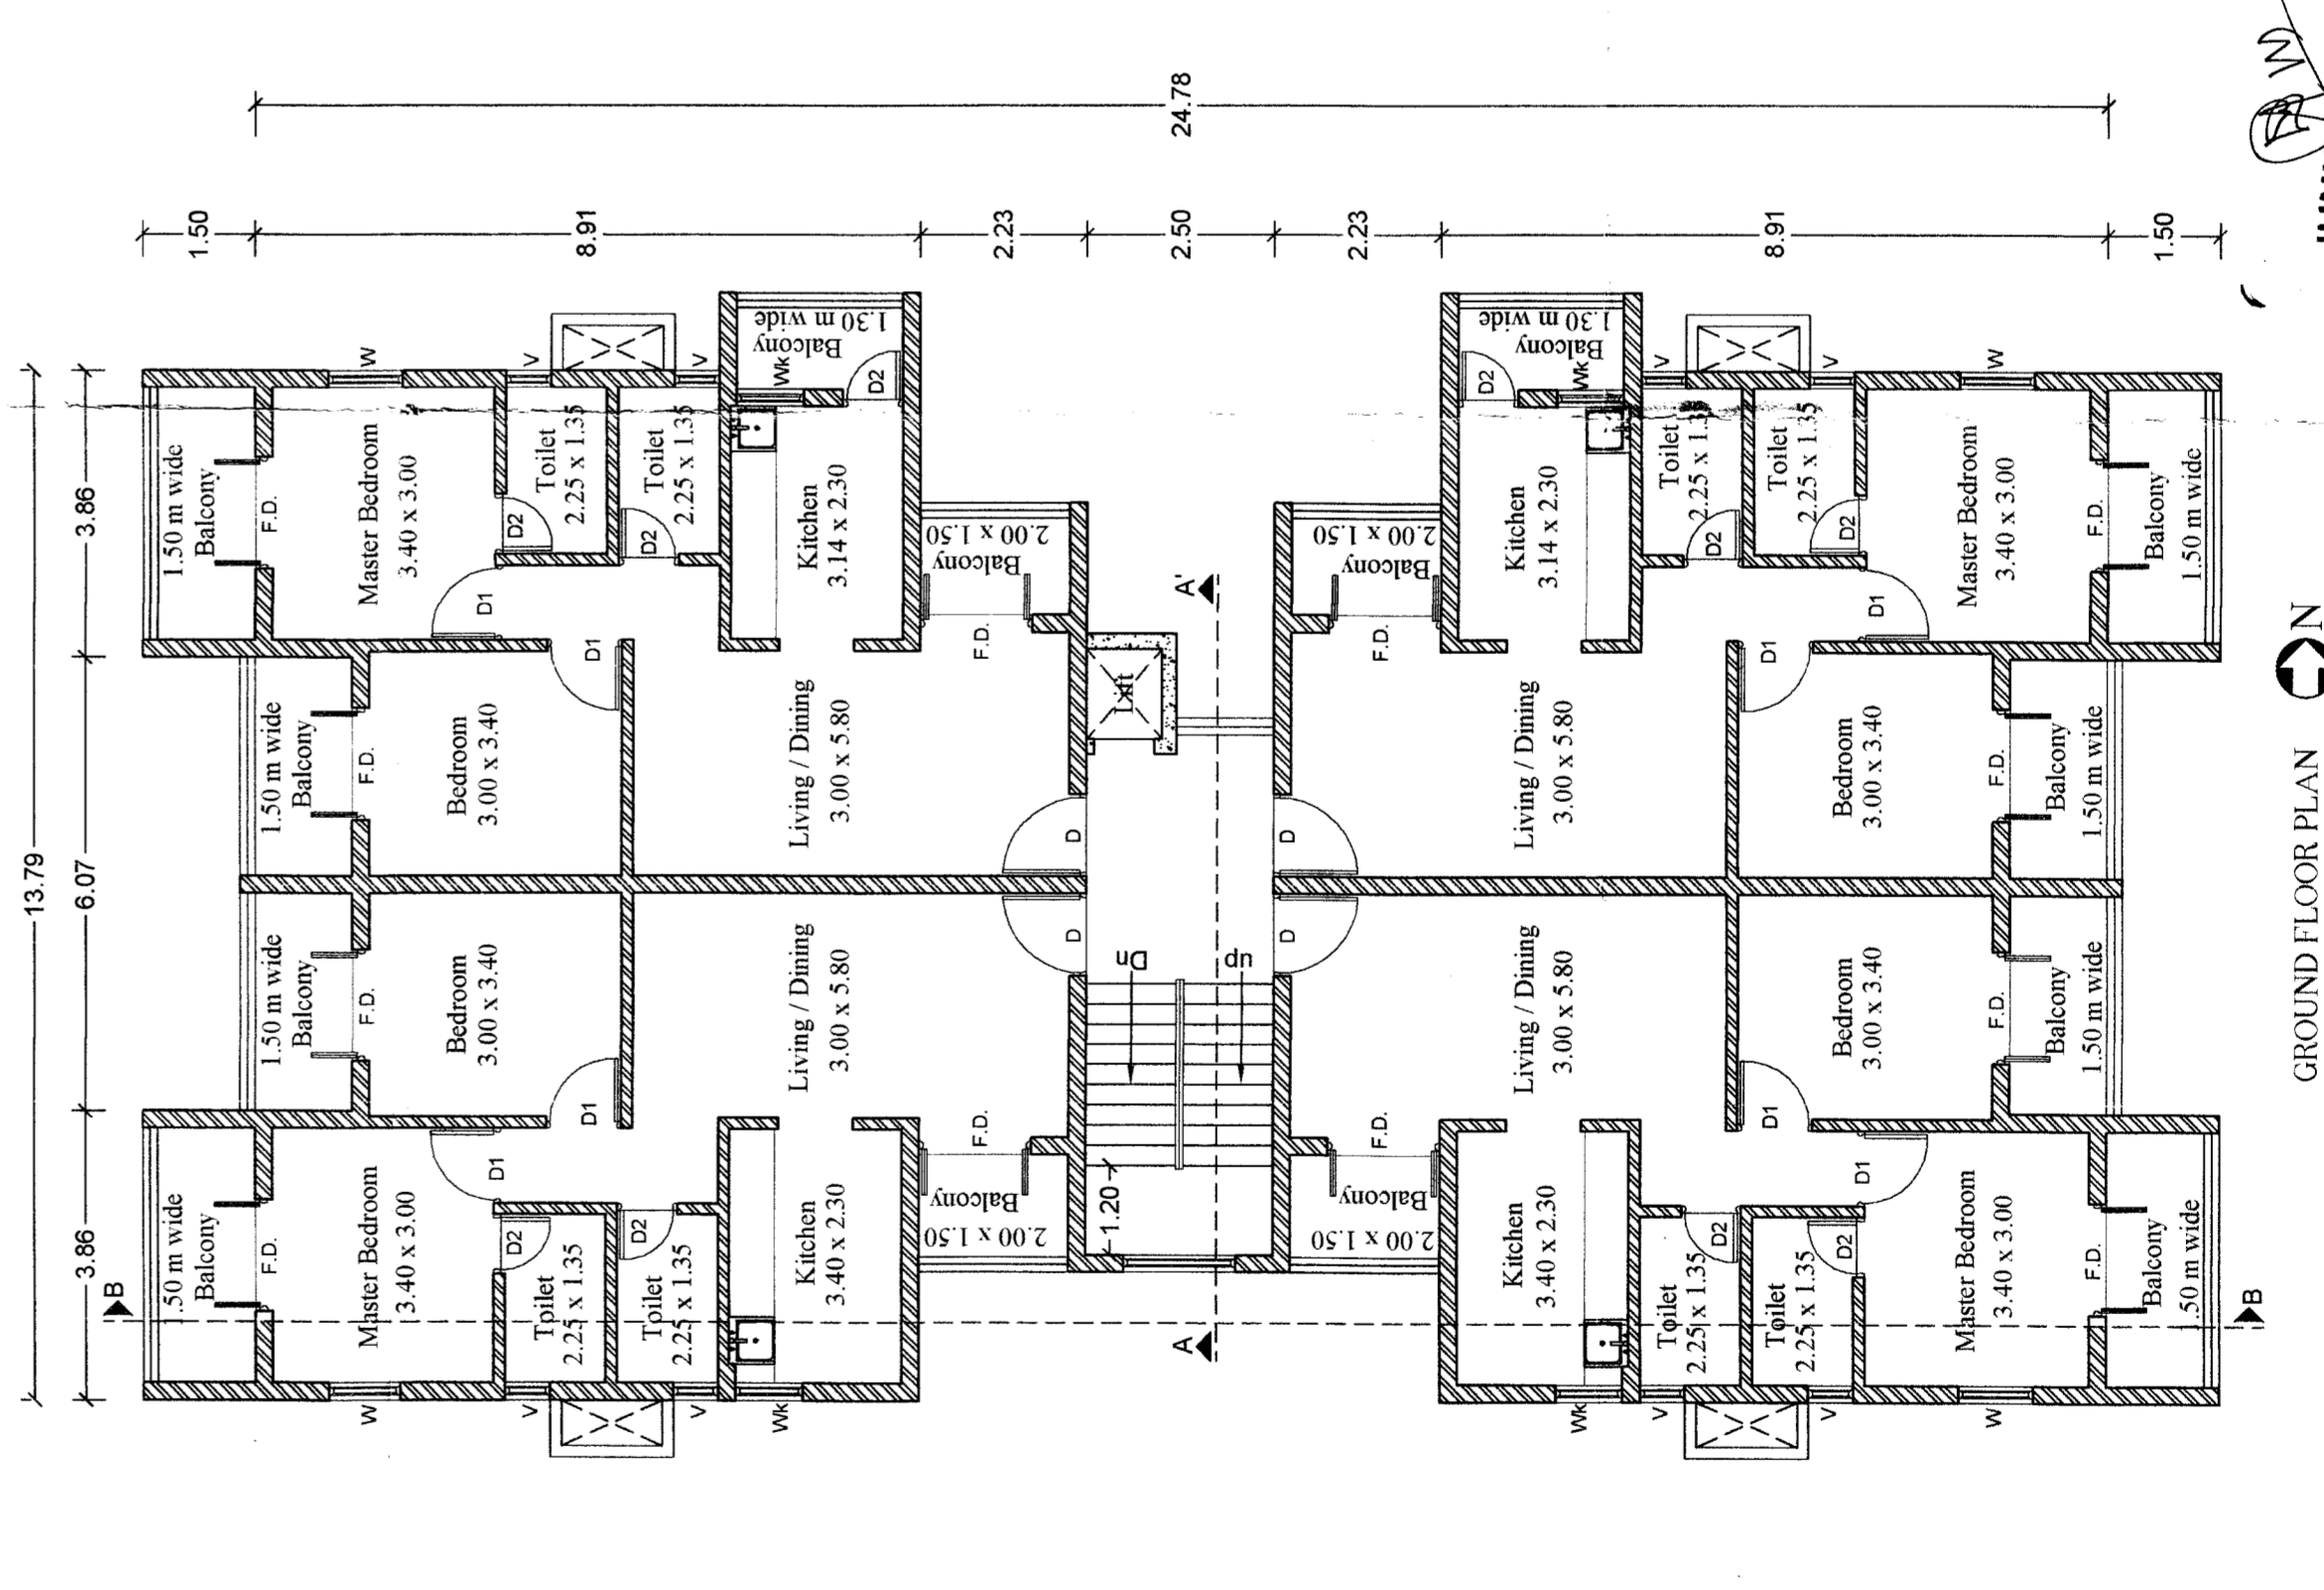 24.78
1.50
8.91
2.23
2.50
2.23
8.91
1.50
13.79
3.86
6.07
3.86
1.50 m wide
Balcony
F.D.
Master Bedroom
3.40 x 3.00
W
D1
D2
Toilet
2.25 x 1.35
V
D2
Toilet
2.25 x 1.35
V
Kitchen
3.14 x 2.30
Wk
D2
Balcony
1.30 m wide
Balcony
2.00 x 1.50
F.D.
1.50 m wide
Balcony
F.D.
Bedroom
3.00 x 3.40
D1
Living / Dining
3.00 x 5.80
D
Lift
A'
Balcony
2.00 x 1.50
F.D.
Kitchen
3.14 x 2.30
D2
Wk
Balcony
1.30 m wide
Toilet
2.25 x 1.35
V
D2
Toilet
2.25 x 1.35
V
D2
Master Bedroom
3.40 x 3.00
W
D1
F.D.
Balcony
1.50 m wide
Living / Dining
3.00 x 5.80
D
D1
Bedroom
3.00 x 3.40
F.D.
Balcony
1.50 m wide
1.50 m wide
Balcony
F.D.
Bedroom
3.00 x 3.40
D1
Living / Dining
3.00 x 5.80
D
Dn
up
1.20
D
Living / Dining
3.00 x 5.80
D1
Bedroom
3.00 x 3.40
F.D.
Balcony
1.50 m wide
B
1.50 m wide
Balcony
F.D.
Master Bedroom
3.40 x 3.00
W
D1
D2
Toilet
2.25 x 1.35
V
D2
Toilet
2.25 x 1.35
V
Kitchen
3.40 x 2.30
Wk
F.D.
Balcony
2.00 x 1.50
A
F.D.
Balcony
2.00 x 1.50
Kitchen
3.40 x 2.30
Wk
D2
Toilet
2.25 x 1.35
V
D2
Toilet
2.25 x 1.35
V
D1
Master Bedroom
3.40 x 3.00
W
F.D.
Balcony
1.50 m wide
B
GROUND FLOOR PLAN
N